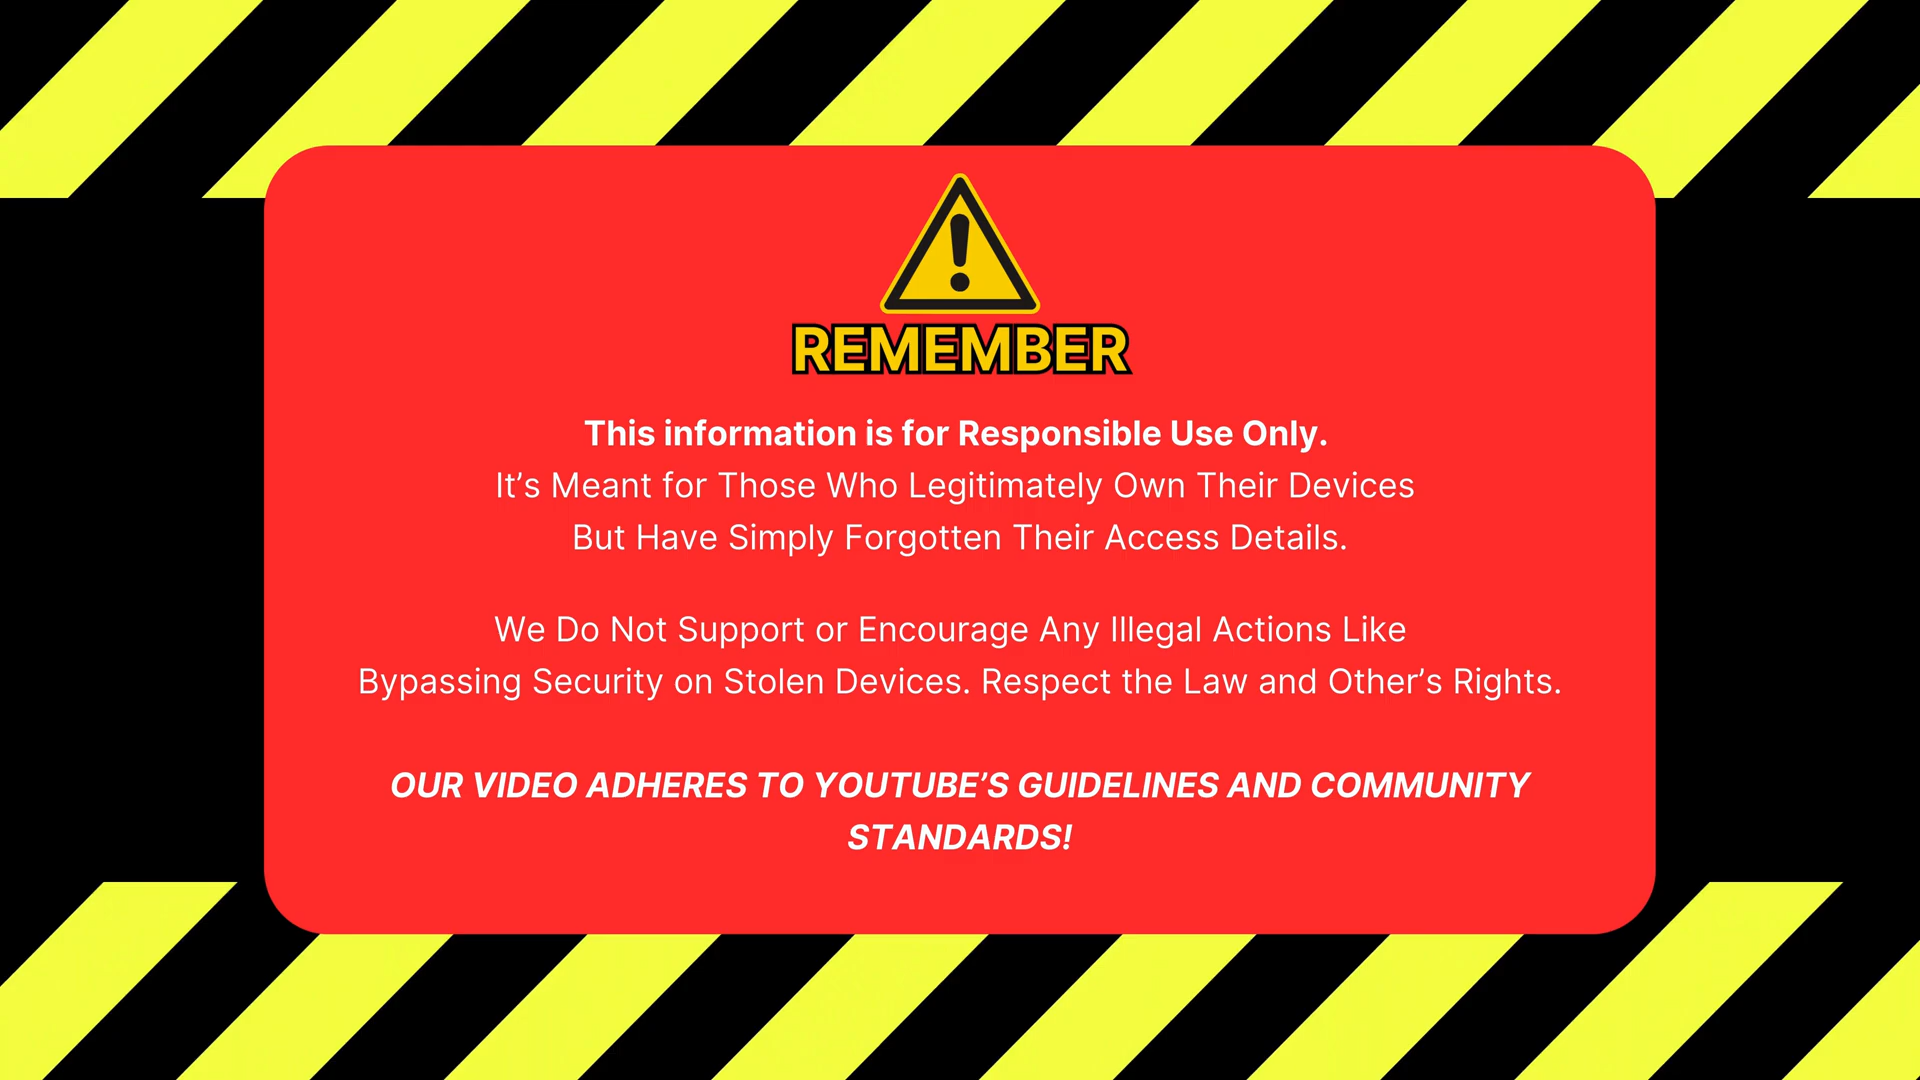 REMEMBER
This information is for Responsible Use Only.
It’s Meant for Those Who Legitimately Own Their Devices
But Have Simply Forgotten Their Access Details.
We Do Not Support or Encourage Any Illegal Actions Like
Bypassing Security on Stolen Devices. Respect the Law and Other’s Rights.
OUR VIDEO ADHERES TO YOUTUBE’S GUIDELINES AND COMMUNITY
STANDARDS!